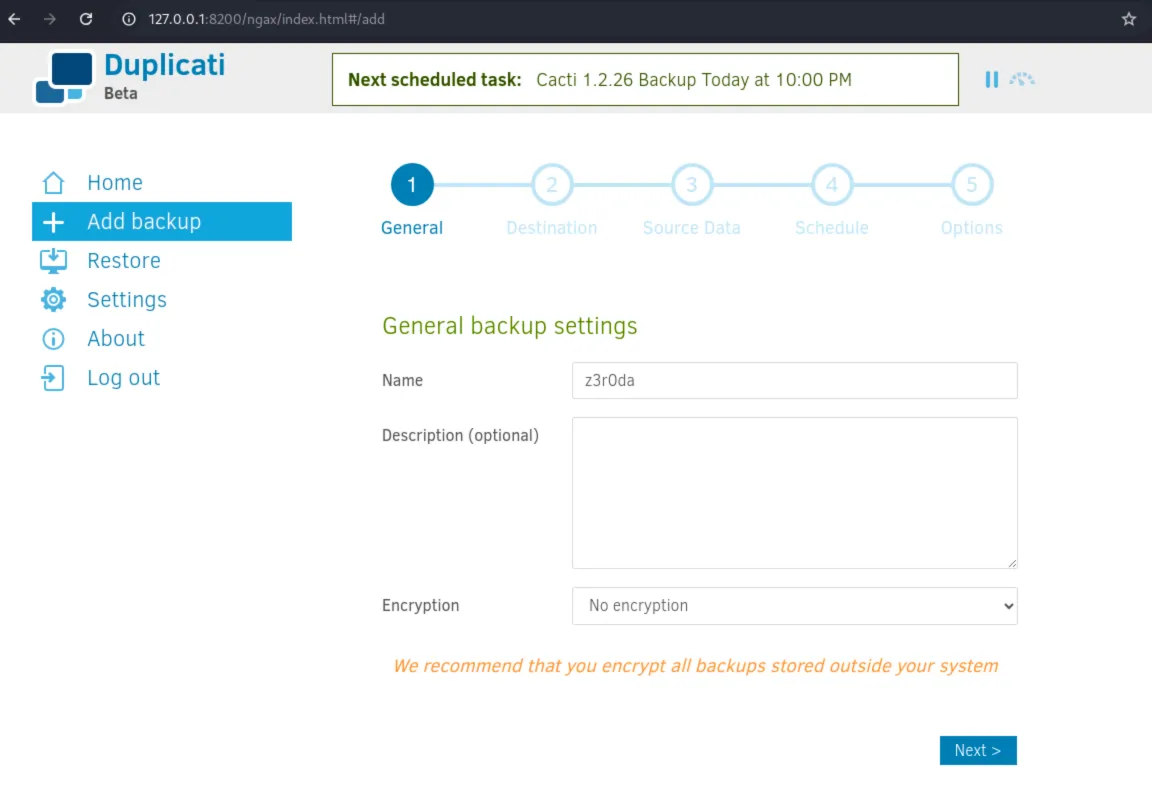 127.0.0.1:8200/ngax/index.html#/add
Duplicati
Beta
Next scheduled task: Cacti 1.2.26 Backup Today at 10:00 PM
Home
Add backup
Restore
Settings
About
Log out
1 2 3 4 5
General Destination Source Data Schedule Options
General backup settings
Name z3r0da
Description (optional)
Encryption No encryption
We recommend that you encrypt all backups stored outside your system
Next >